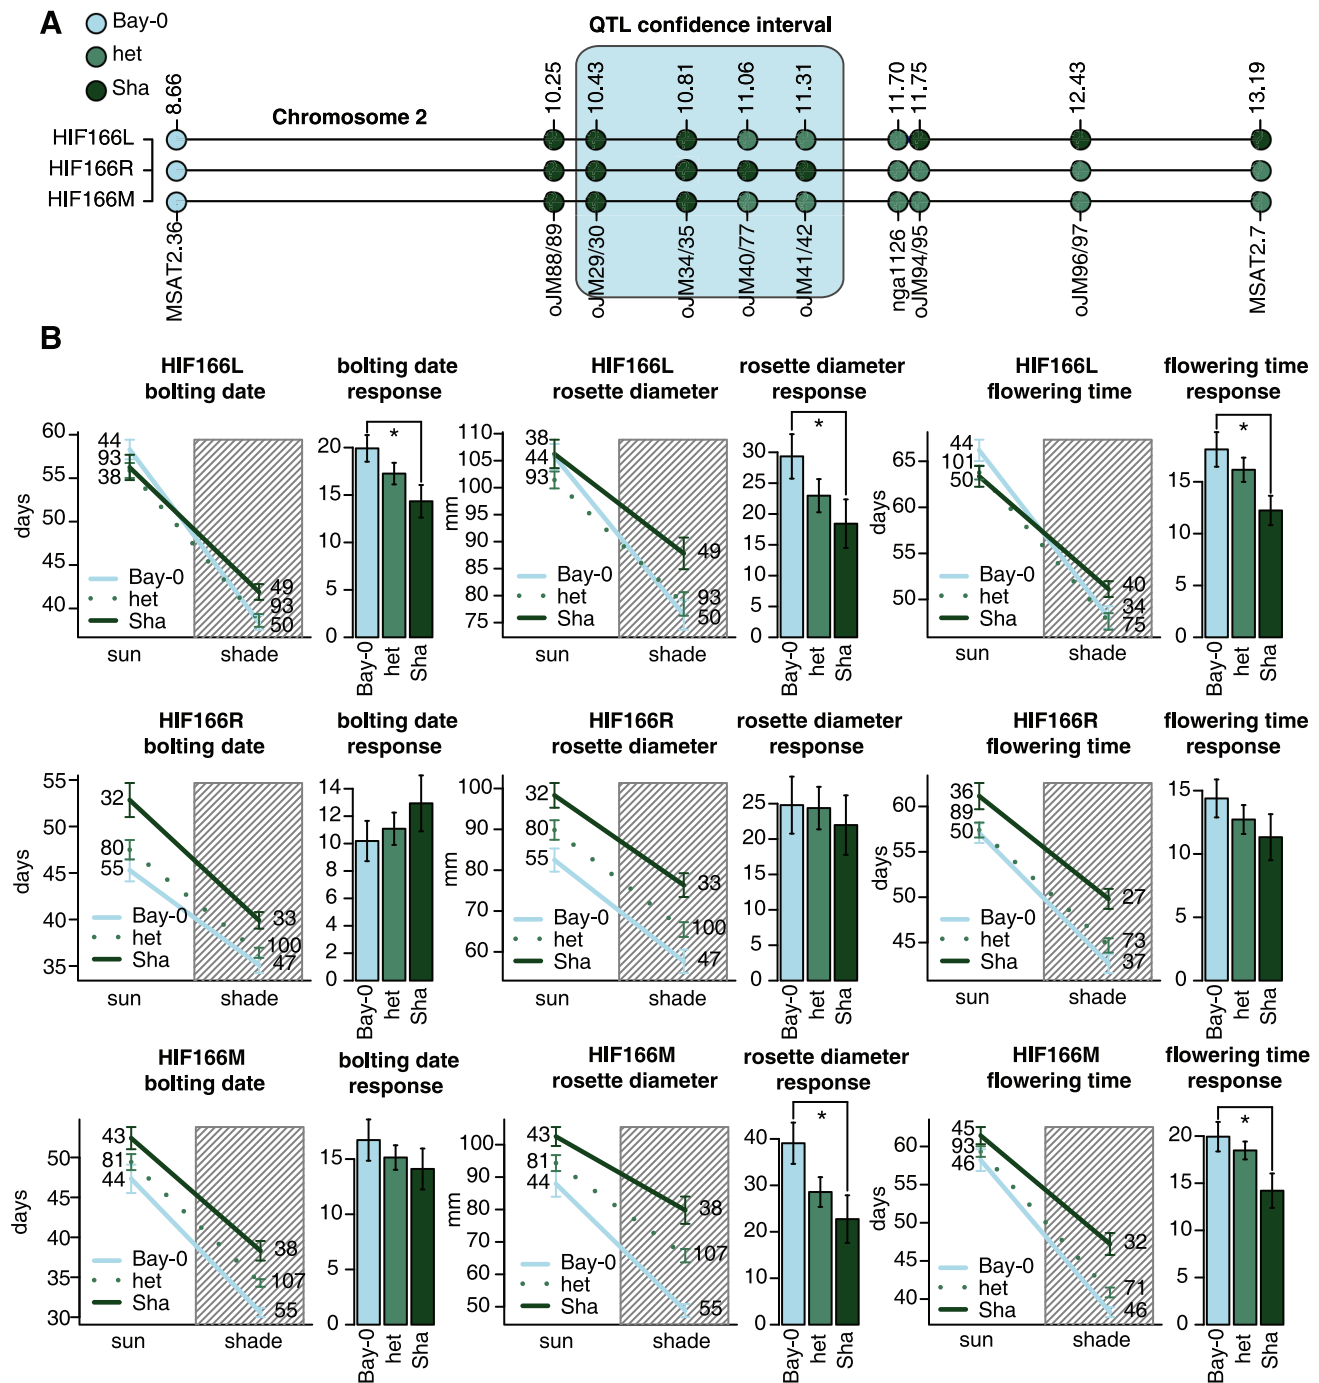 A
Bay-0
het
Sha
QTL confidence interval
8.66
10.25
10.43
10.81
11.06
11.31
11.70
11.75
12.43
13.19
Chromosome 2
HIF166L
HIF166R
HIF166M
MSAT2.36
oJM88/89
oJM29/30
oJM34/35
oJM40/77
oJM41/42
nga1126
oJM94/95
oJM96/97
MSAT2.7
B
HIF166L
bolting date
60
55
50
45
40
days
44
93
38
49
93
50
Bay-0
het
Sha
sun
shade
bolting date
response
20
15
10
5
0
*
Bay-0
het
Sha
HIF166L
rosette diameter
110
105
100
95
90
85
80
75
mm
38
44
93
49
93
50
Bay-0
het
Sha
sun
shade
rosette diameter
response
30
25
20
15
10
5
0
*
Bay-0
het
Sha
HIF166L
flowering time
65
60
55
50
days
44
101
50
40
34
75
Bay-0
het
Sha
sun
shade
flowering time
response
15
10
5
0
*
Bay-0
het
Sha
HIF166R
bolting date
55
50
45
40
35
days
32
80
55
33
100
47
Bay-0
het
Sha
sun
shade
bolting date
response
14
12
10
8
6
4
2
0
Bay-0
het
Sha
HIF166R
rosette diameter
100
90
80
70
60
mm
32
80
55
33
100
47
Bay-0
het
Sha
sun
shade
rosette diameter
response
25
20
15
10
5
0
Bay-0
het
Sha
HIF166R
flowering time
60
55
50
45
days
36
89
50
27
73
37
Bay-0
het
Sha
sun
shade
flowering time
response
15
10
5
0
Bay-0
het
Sha
HIF166M
bolting date
50
45
40
35
30
days
43
81
44
38
107
55
Bay-0
het
Sha
sun
shade
bolting date
response
15
10
5
0
Bay-0
het
Sha
HIF166M
rosette diameter
100
90
80
70
60
50
mm
43
81
44
38
107
55
Bay-0
het
Sha
sun
shade
rosette diameter
response
40
30
20
10
0
*
Bay-0
het
Sha
HIF166M
flowering time
60
55
50
45
40
days
45
93
46
32
71
46
Bay-0
het
Sha
sun
shade
flowering time
response
20
15
10
5
0
*
Bay-0
het
Sha